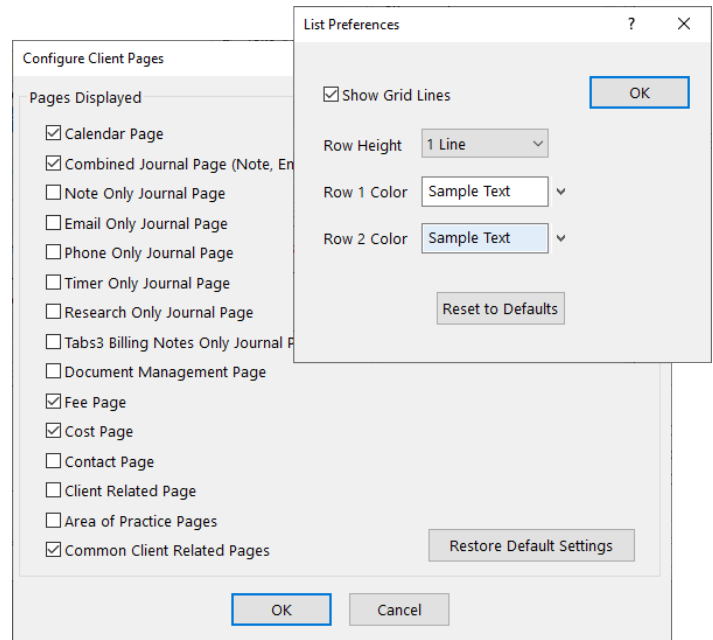 List Preferences
?
Show Grid Lines
OK
Row Height
1 Line
Row 1 Color
Sample Text
Row 2 Color
Sample Text
Reset to Defaults
Configure Client Pages
Pages Displayed
Calendar Page
Combined Journal Page (Note, En
Note Only Journal Page
Email Only Journal Page
Phone Only Journal Page
Timer Only Journal Page
Research Only Journal Page
Tabs3 Billing Notes Only Journal P
Document Management Page
Fee Page
Cost Page
Contact Page
Client Related Page
Area of Practice Pages
Common Client Related Pages
Restore Default Settings
OK
Cancel